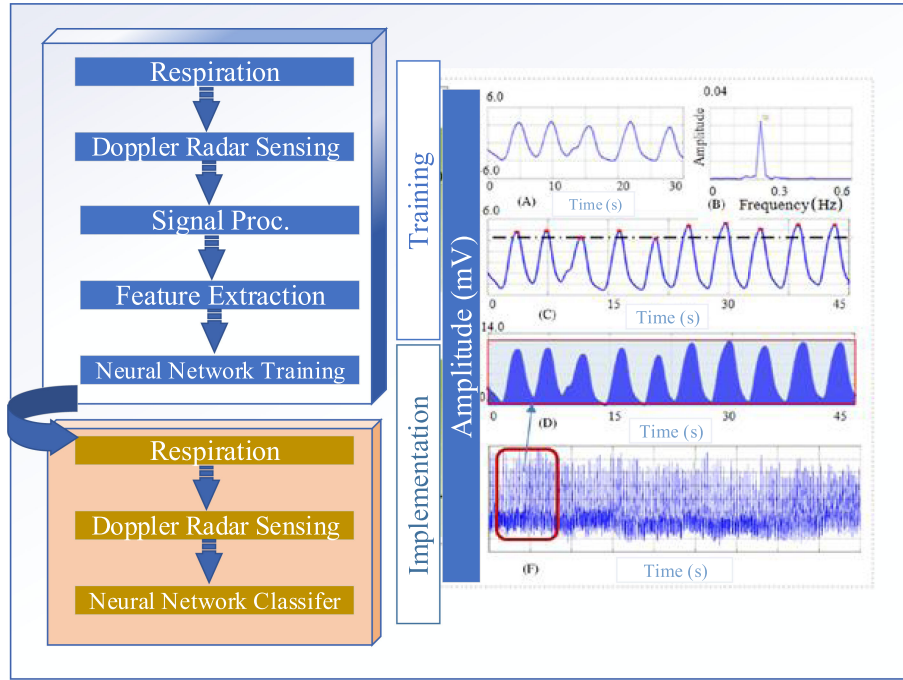 Respiration
Doppler Radar Sensing
Signal Proc.
Feature Extraction
Neural Network Training
Respiration
Doppler Radar Sensing
Neural Network Classifer
Training
Implementation
Amplitude (mV)
6.0
-6.0
0 10 20 30
(A) Time (s)
0.04
Amplitude
0 0.3 0.6
(B) Frequency(Hz)
6.0
0 15 30 45
(C) Time (s)
14.0
0
0 15 30 45
(D) Time (s)
(F) Time (s)